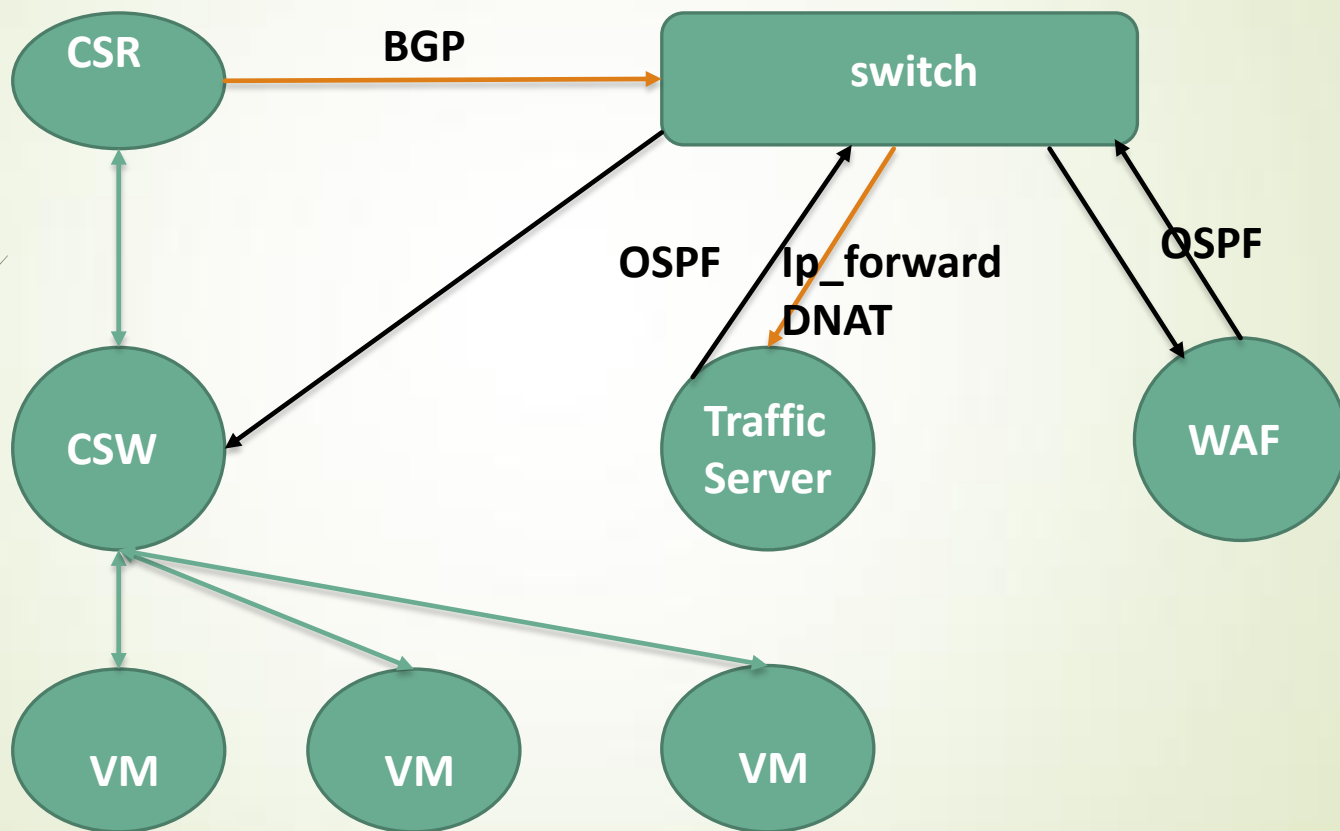 CSR
BGP
switch
OSPF
Ip_forward
DNAT
OSPF
CSW
Traffic
Server
WAF
VM
VM
VM